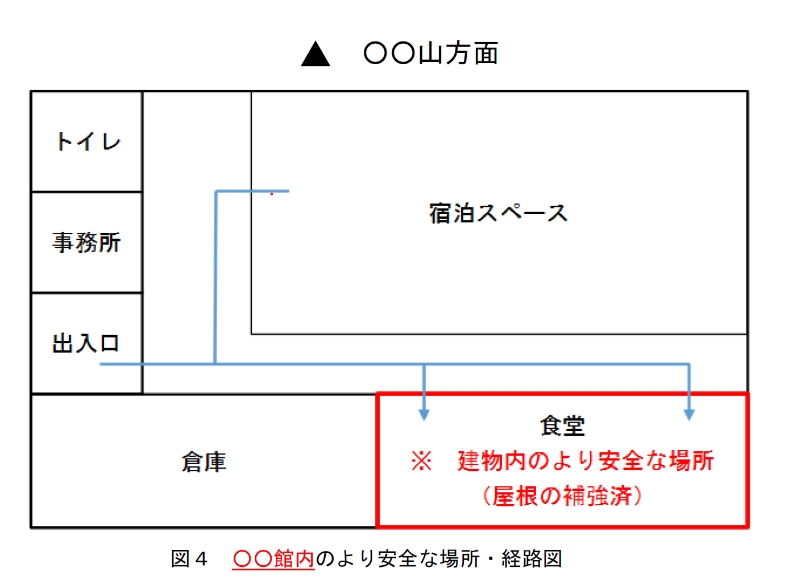 ▲　〇〇山方面
トイレ
事務所
出入口
宿泊スペース
倉庫
食堂
※　建物内のより安全な場所
（屋根の補強済）
図４　〇〇館内のより安全な場所・経路図